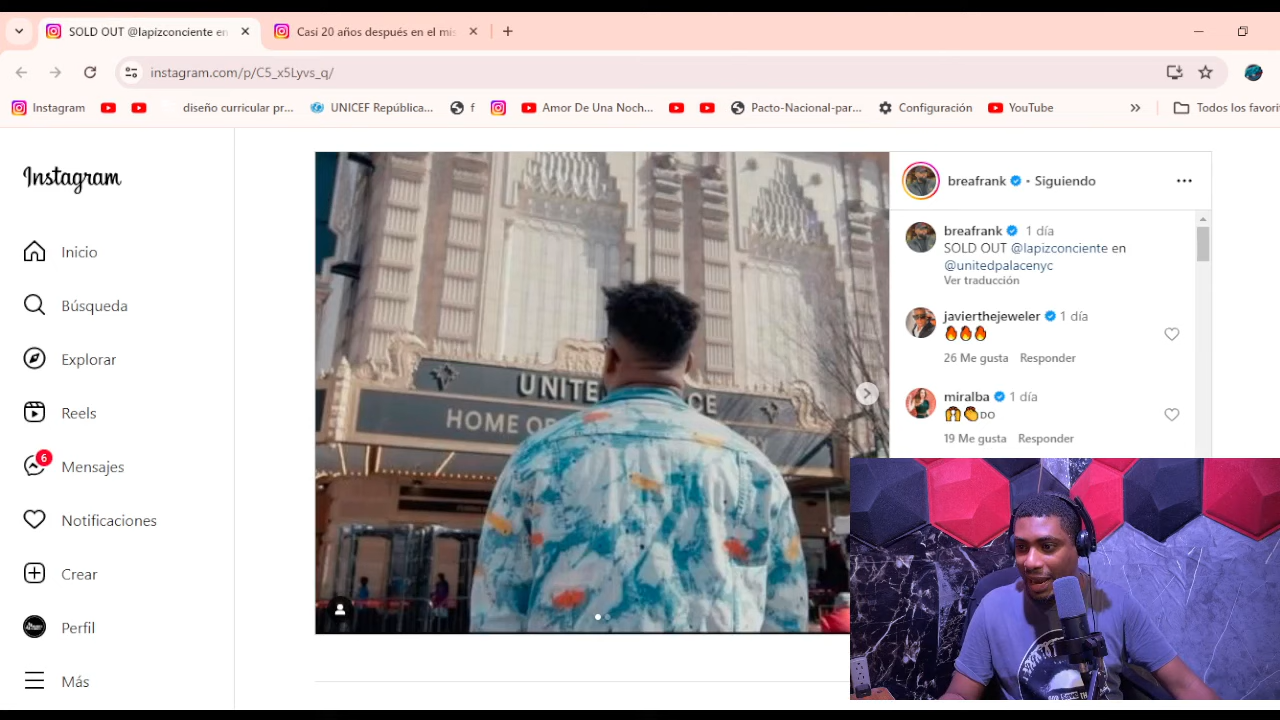 SOLD OUT @lapizconciente en
Casi 20 años después en el mis
instagram.com/p/C5_x5Lyvs_q/
Instagram
diseño curricular pr...
UNICEF República...
f
Amor De Una Noch...
Pacto-Nacional-par...
Configuración
YouTube
Todos los favorit
Instagram
Inicio
Búsqueda
Explorar
Reels
6
Mensajes
Notificaciones
Crear
Perfil
Más
UNITE
CE
HOME OF
breafrank • Siguiendo
breafrank 1 día
SOLD OUT @lapizconciente en
@unitedpalacenyc
Ver traducción
javierthejeweler 1 día
🔥🔥🔥
26 Me gusta Responder
miralba 1 día
DO
19 Me gusta Responder